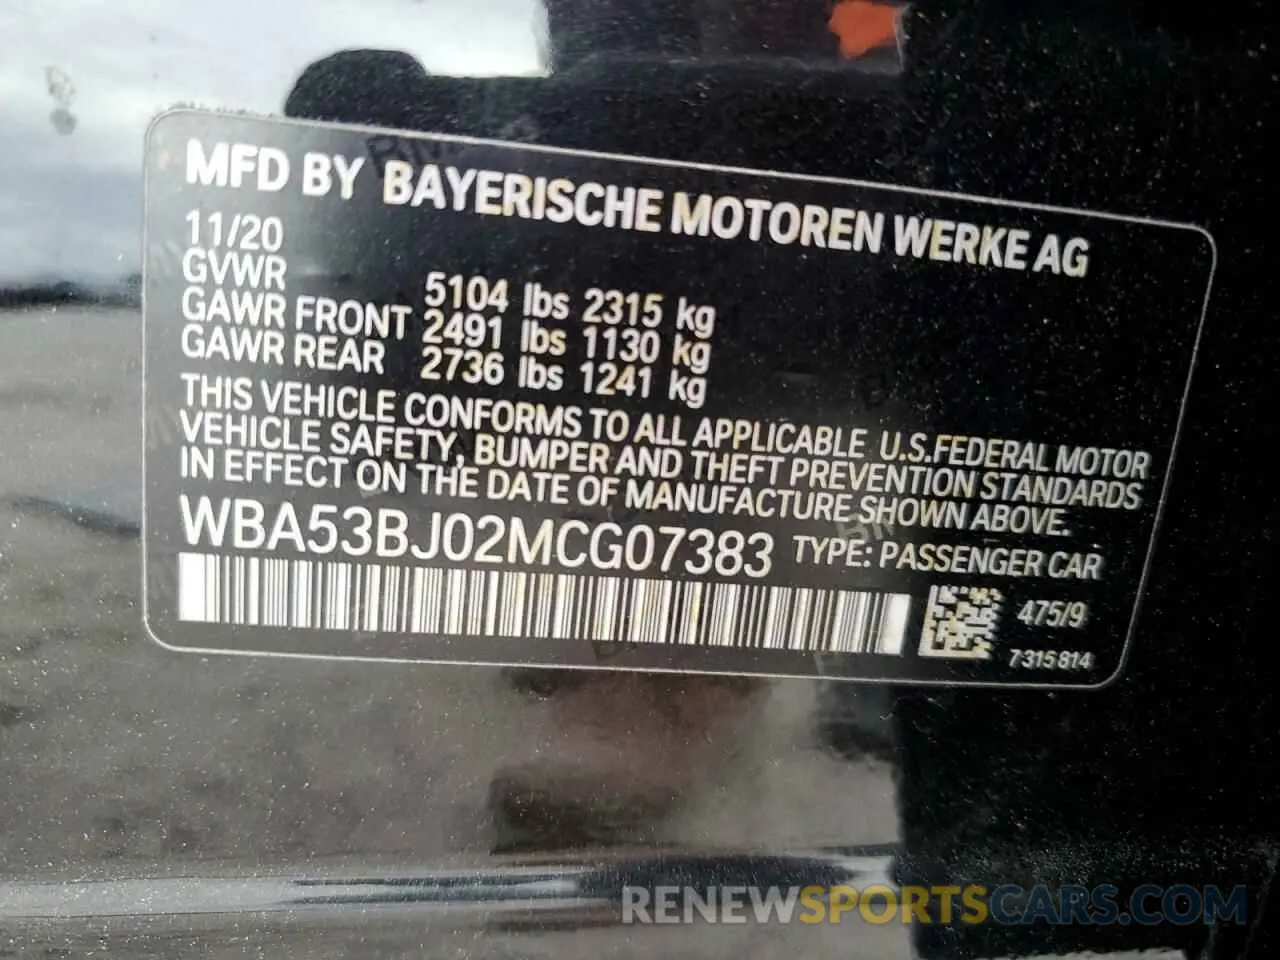 MFD BY BAYERISCHE MOTOREN WERKE AG
11/20
GVWR 5104 lbs 2315 kg
GAWR FRONT 2491 lbs 1130 kg
GAWR REAR 2736 lbs 1241 kg
THIS VEHICLE CONFORMS TO ALL APPLICABLE U.S.FEDERAL MOTOR
VEHICLE SAFETY, BUMPER AND THEFT PREVENTION STANDARDS
IN EFFECT ON THE DATE OF MANUFACTURE SHOWN ABOVE.
WBA53BJ02MCG07383 TYPE: PASSENGER CAR
475/9
7315814
RENEWSPORTSCARS.COM